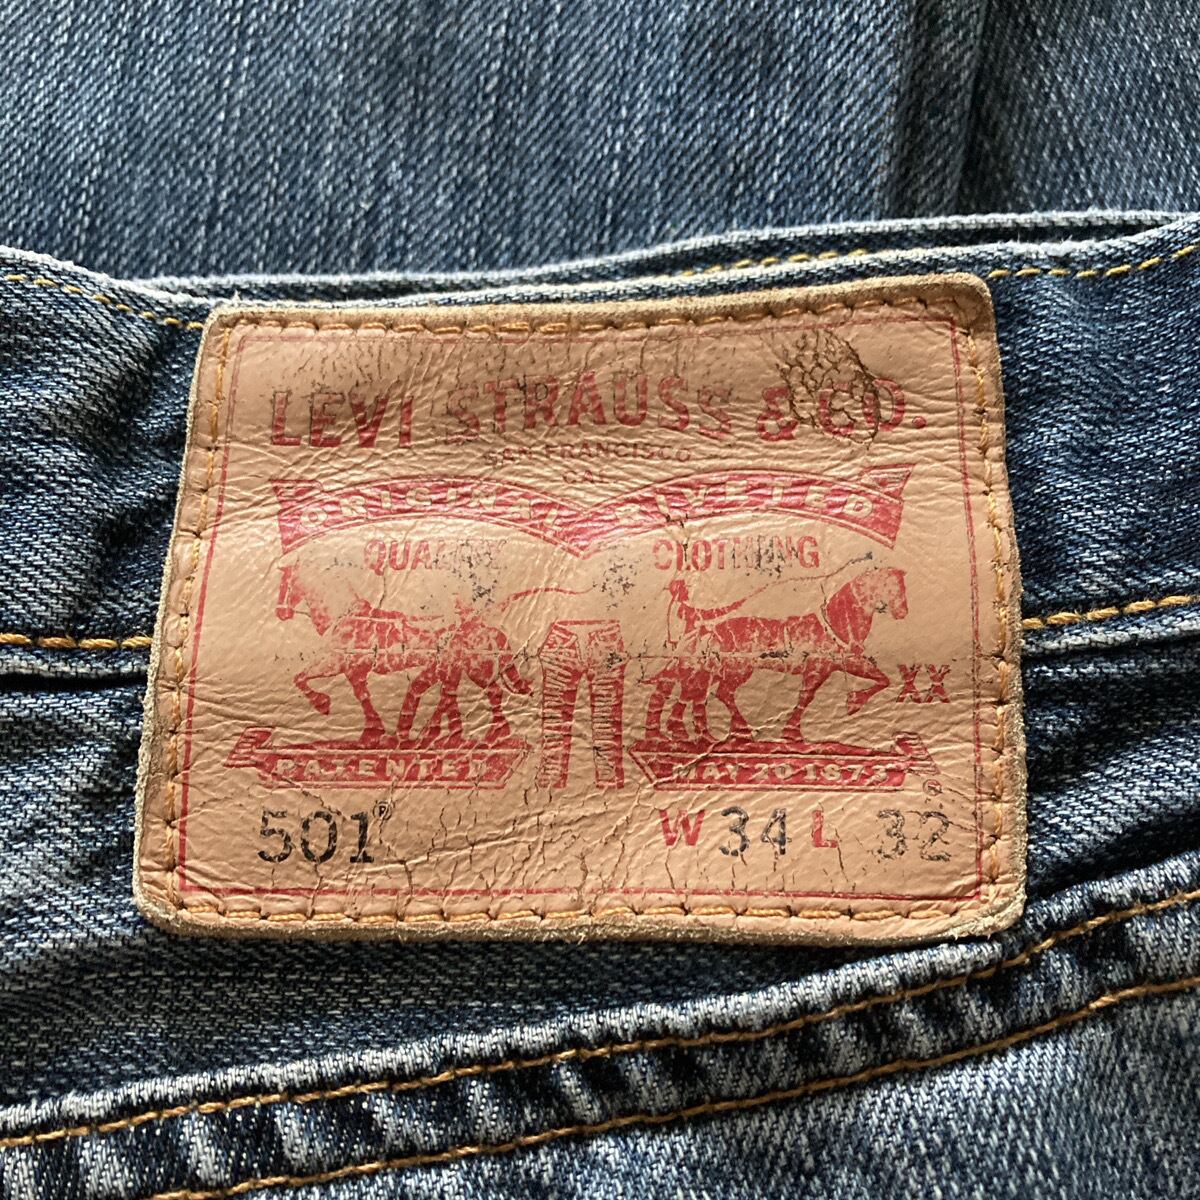 LEVI STRAUSS & CO.
SAN FRANCISCO
CAL
ORIGINAL RIVETED
QUALITY CLOTHING
XX
PATENTED MAY 20 1873
®
501® W 34 L 32